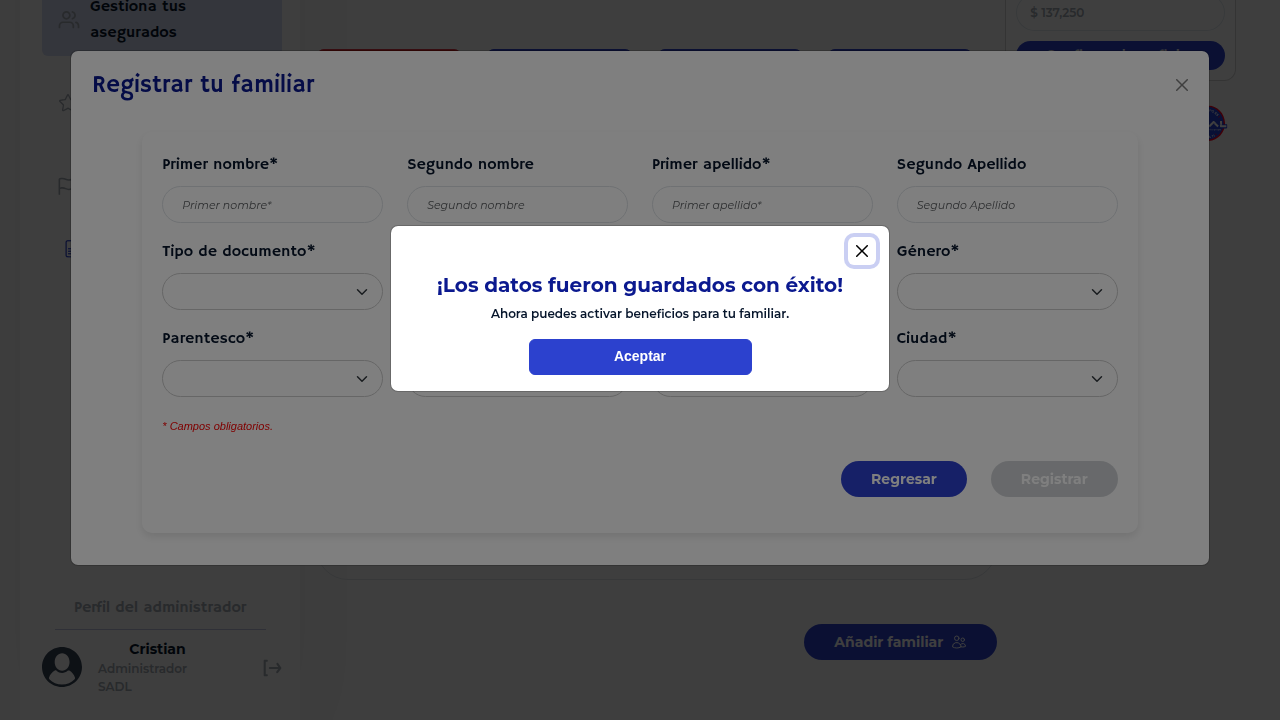 Gestiona tus
asegurados
$ 137,250
Registrar tu familiar
Primer nombre*
Segundo nombre
Primer apellido*
Segundo Apellido
Primer nombre*
Segundo nombre
Primer apellido*
Segundo Apellido
Tipo de documento*
Género*
¡Los datos fueron guardados con éxito!
Ahora puedes activar beneficios para tu familiar.
Parentesco*
Ciudad*
Aceptar
* Campos obligatorios.
Regresar
Registrar
Perfil del administrador
Cristian
Administrador
SADL
Añadir familiar